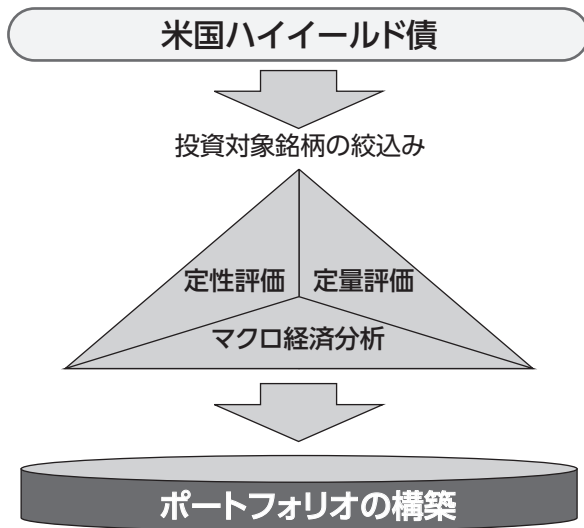 米国ハイイールド債
投資対象銘柄の絞込み
定性評価 定量評価
マクロ経済分析
ポートフォリオの構築